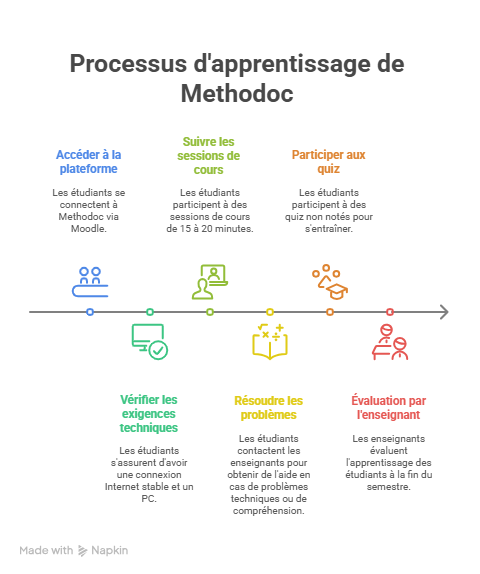 Processus d'apprentissage de
Methodoc
Accéder à la
plateforme
Les étudiants se
connectent à
Methodoc via
Moodle.
Suivre les
sessions de
cours
Les étudiants
participent à des
sessions de cours
de 15 à 20 minutes.
Participer aux
quiz
Les étudiants
participent à des
quiz non notés pour
s'entraîner.
Vérifier les
exigences
techniques
Les étudiants
s'assurent d'avoir
une connexion
Internet stable et un
PC.
Résoudre les
problèmes
Les étudiants
contactent les
enseignants pour
obtenir de l'aide en
cas de problèmes
techniques ou de
compréhension.
Évaluation par
l'enseignant
Les enseignants
évaluent
l'apprentissage des
étudiants à la fin du
semestre.
Made with Napkin